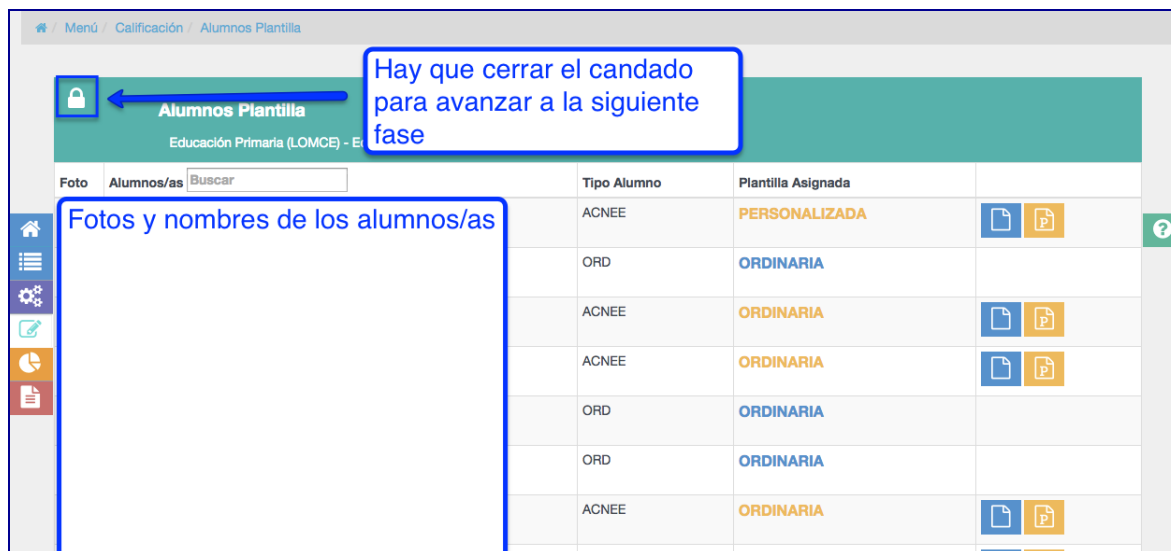 / Menú / Calificación / Alumnos Plantilla
Hay que cerrar el candado
para avanzar a la siguiente
fase
Alumnos Plantilla
Educación Primaria (LOMCE) -
Foto Alumnos/as Buscar Tipo Alumno Plantilla Asignada
Fotos y nombres de los alumnos/as
ACNEE PERSONALIZADA P
ORD ORDINARIA
ACNEE ORDINARIA P
ACNEE ORDINARIA P
ORD ORDINARIA
ORD ORDINARIA
ACNEE ORDINARIA P
?